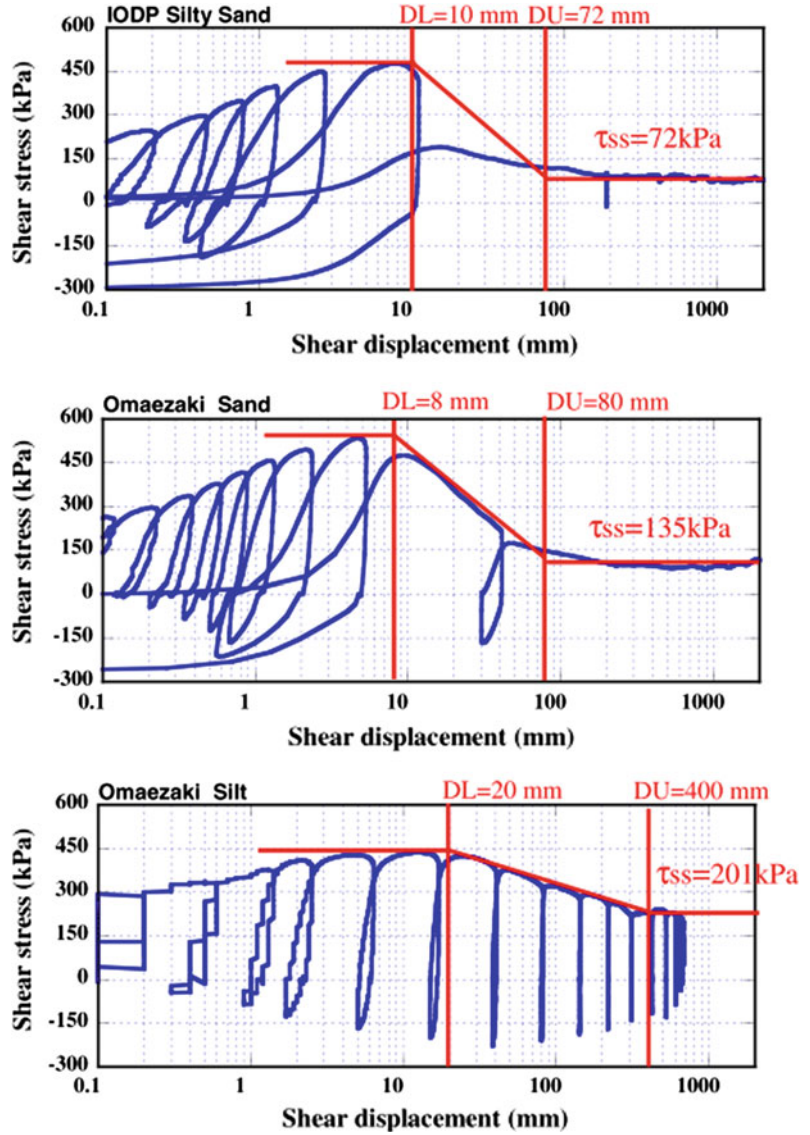 IODP Silty Sand
DL=10 mm DU=72 mm
Shear stress (kPa)
600
450
300
150
0
-150
-300
τss=72kPa
0.1 1 10 100 1000
Shear displacement (mm)
Omaezaki Sand
DL=8 mm DU=80 mm
Shear stress (kPa)
600
450
300
150
0
-150
-300
τss=135kPa
0.1 1 10 100 1000
Shear displacement (mm)
Omaezaki Silt
DL=20 mm DU=400 mm
Shear stress (kPa)
600
450
300
150
0
-150
-300
τss=201kPa
0.1 1 10 100 1000
Shear displacement (mm)